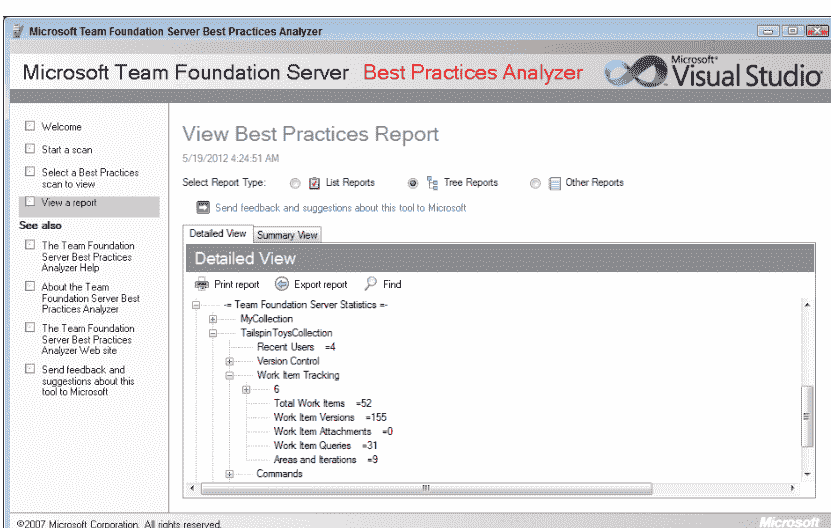 Microsoft Team Foundation Server Best Practices Analyzer
Microsoft Team Foundation Server Best Practices Analyzer
Microsoft®
Visual Studio
Welcome
Start a scan
Select a Best Practices
scan to view
View a report
See also
The Team Foundation
Server Best Practices
Analyzer Help
About the Team
Foundation Server Best
Practices Analyzer
The Team Foundation
Server Best Practices
Analyzer Web site
Send feedback and
suggestions about this
tool to Microsoft
View Best Practices Report
5/19/2012 4:24:51 AM
Select Report Type: List Reports Tree Reports Other Reports
Send feedback and suggestions about this tool to Microsoft
Detailed View Summary View
Detailed View
Print report Export report Find
-= Team Foundation Server Statistics =-
MyCollection
TailspinToysCollection
Recent Users =4
Version Control
Work Item Tracking
6
Total Work Items =52
Work Item Versions =155
Work Item Attachments =0
Work Item Queries =31
Areas and Iterations =9
Commands
©2007 Microsoft Corporation. All rights reserved.
Microsoft